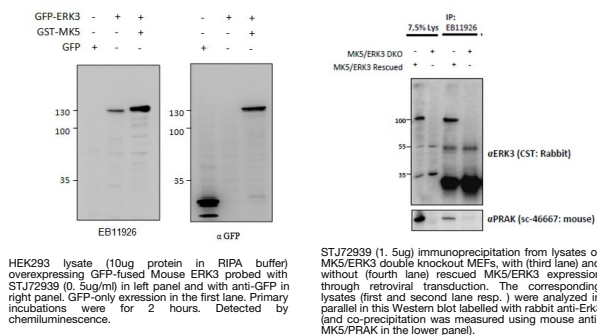 GFP-ERK3 - + + - + +
GST-MK5 - - + - - +
GFP + - - + - -
130
100
35
130
100
35
EB11926
α GFP
HEK293 lysate (10ug protein in RIPA buffer)
overexpressing GFP-fused Mouse ERK3 probed with
STJ72939 (0. 5ug/ml) in left panel and with anti-GFP in
right panel. GFP-only exression in the first lane. Primary
incubations were for 2 hours. Detected by
chemiluminescence.
7.5% Lys
IP:
EB11926
MK5/ERK3 DKO - + - +
MK5/ERK3 Rescued + - + -
100
55
35
αERK3 (CST: Rabbit)
αPRAK (sc-46667: mouse)
STJ72939 (1. 5ug) immunoprecipitation from lysates o
MK5/ERK3 double knockout MEFs, with (third lane) and
without (fourth lane) rescued MK5/ERK3 expression
through retroviral transduction. The corresponding
lysates (first and second lane resp. ) were analyzed in
parallel in this Western blot labelled with rabbit anti-Erk3
(and co-precipitation was measured using mouse anti-
MK5/PRAK in the lower panel).